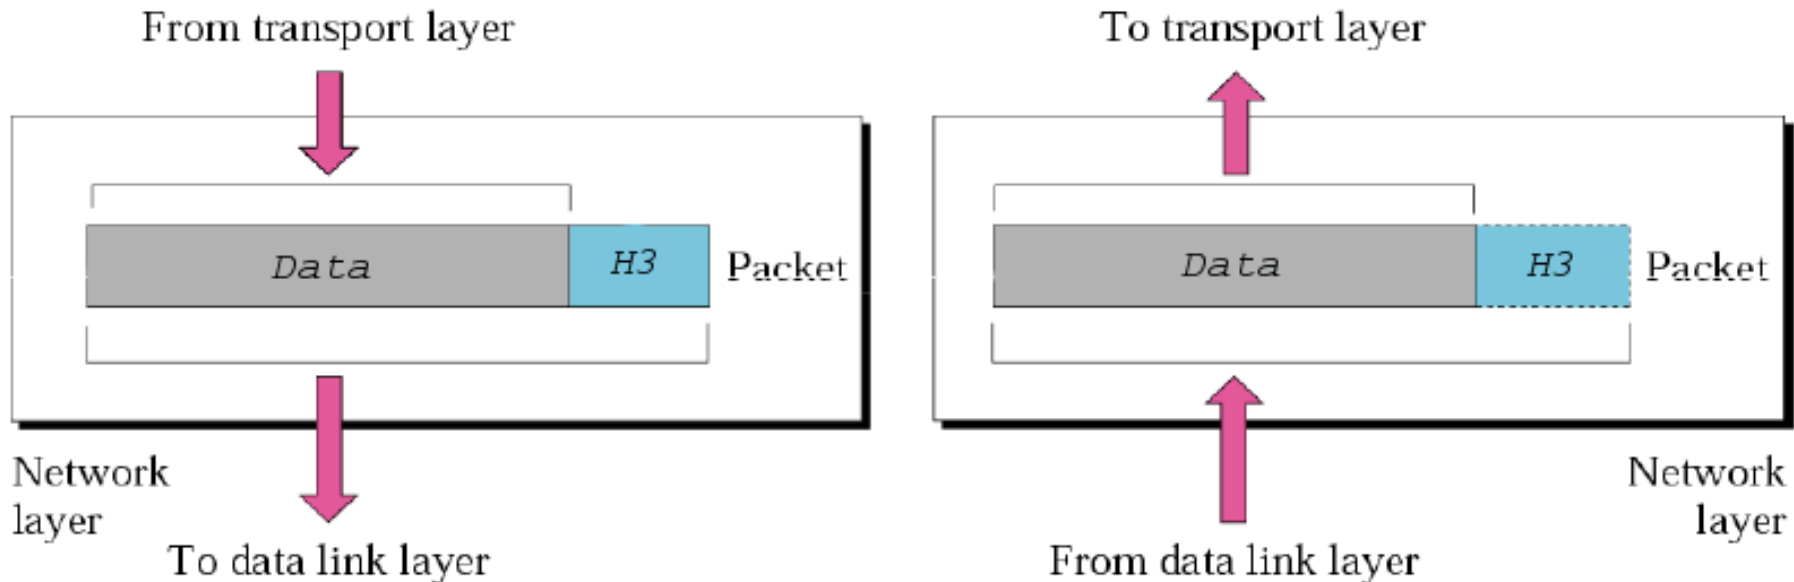 From transport layer
To transport layer
Data
H3
Packet
Data
H3
Packet
Network
layer
Network
layer
To data link layer
From data link layer